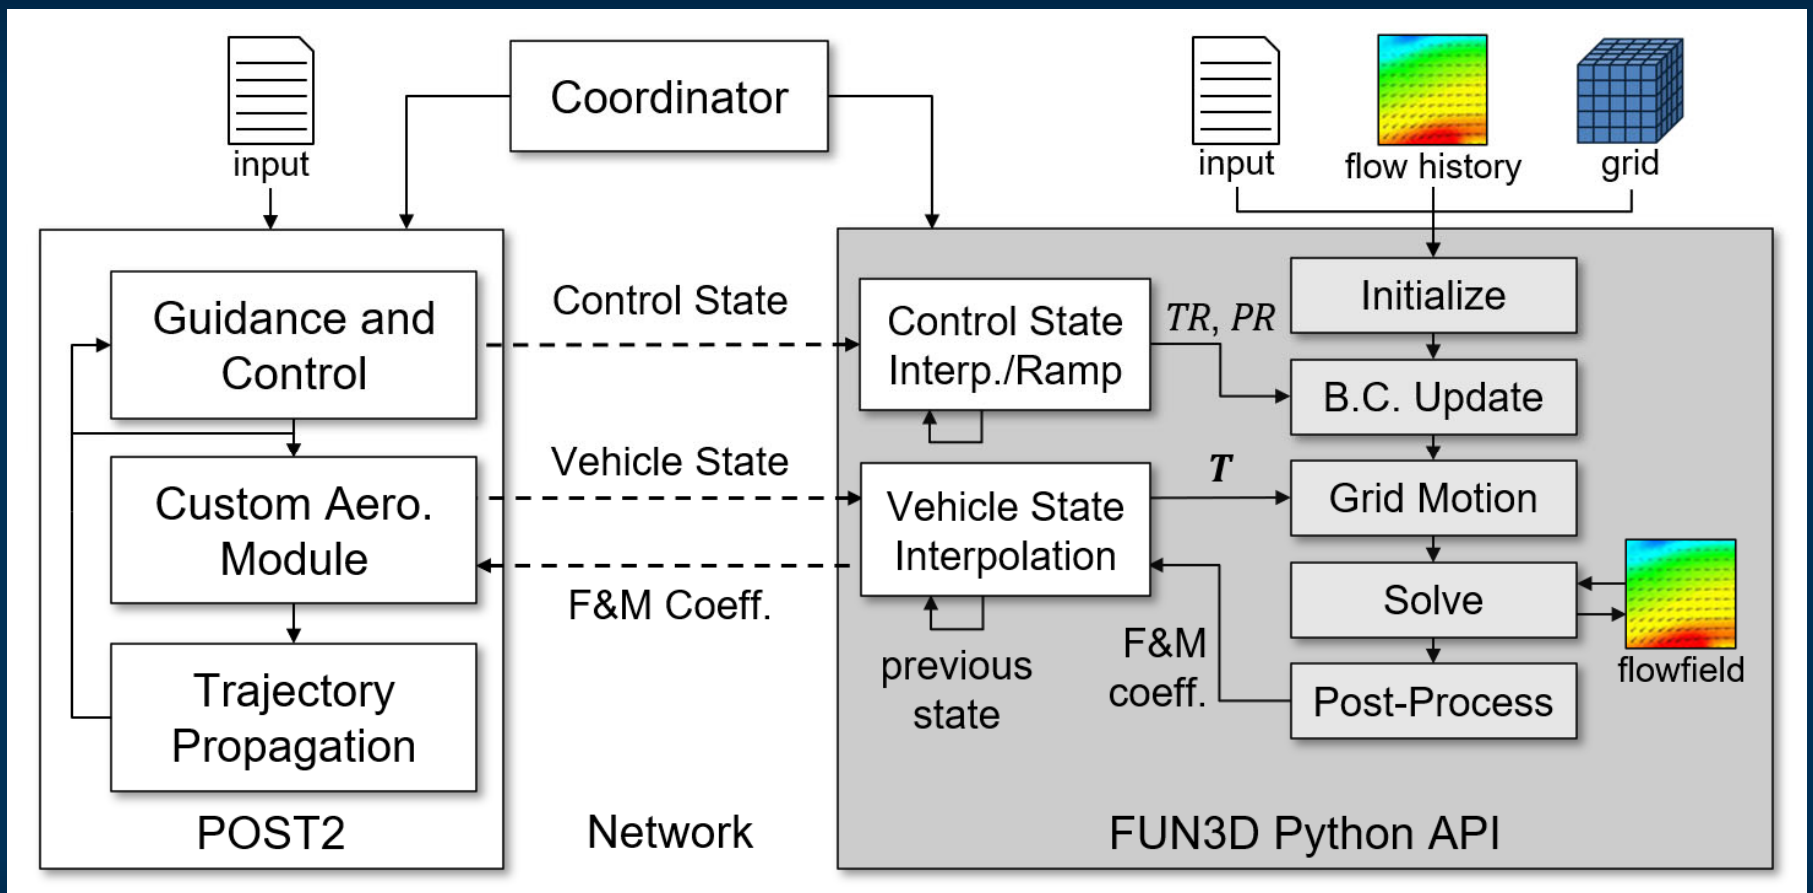 Coordinator
input
input
flow history
grid
Guidance and
Control
Control State
Control State
Interp./Ramp
TR, PR
Initialize
B.C. Update
Custom Aero.
Module
Vehicle State
F&M Coeff.
Vehicle State
Interpolation
T
Grid Motion
Solve
flowfield
previous
state
F&M
coeff.
Post-Process
Trajectory
Propagation
POST2
Network
FUN3D Python API